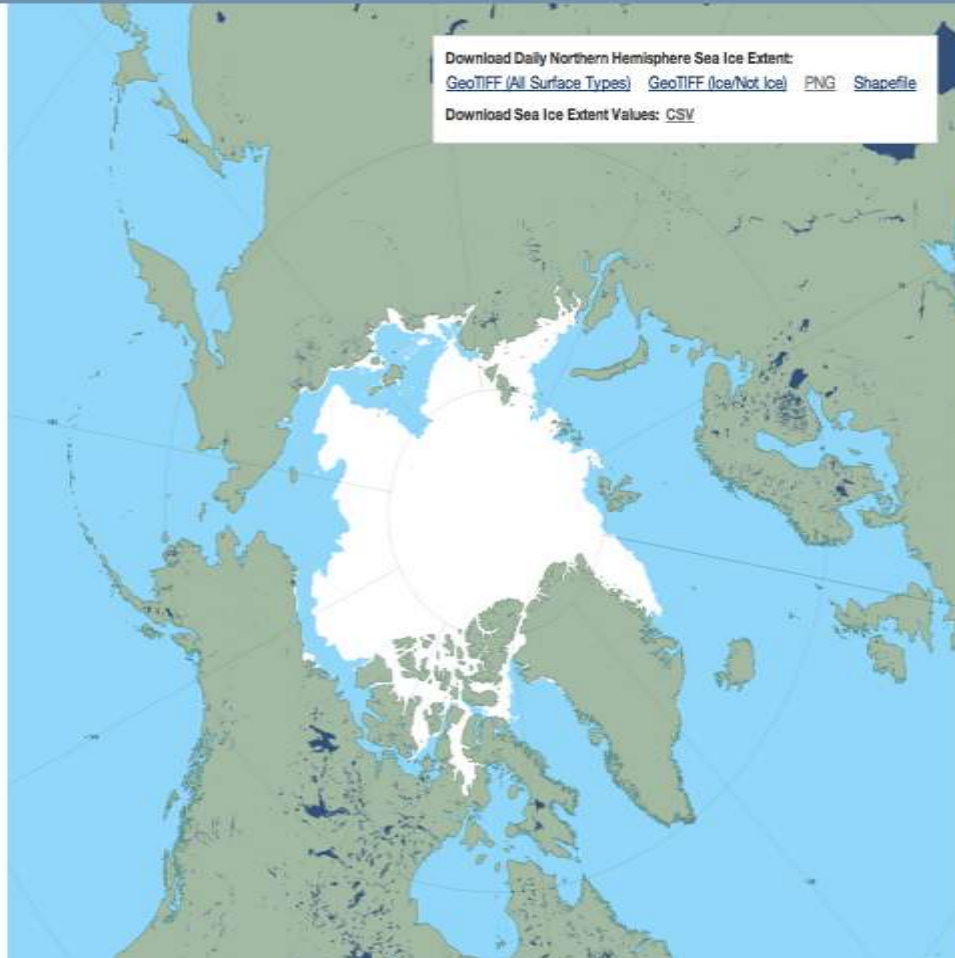 Download Daily Northern Hemisphere Sea Ice Extent:
GeoTIFF (All Surface Types) GeoTIFF (Ice/Not Ice) PNG Shapefile
Download Sea Ice Extent Values: CSV